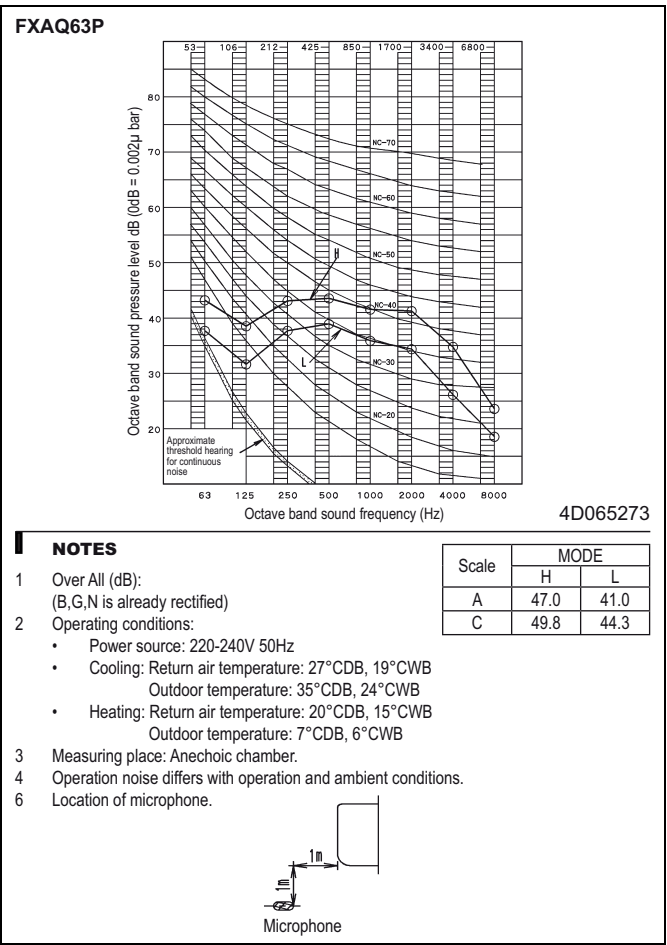 FXAQ63P
53 106 212 425 850 1700 3400 6800
80
70
60
50
40
30
20
NC-70
NC-60
NC-50
NC-40
NC-30
NC-20
H
L
Octave band sound pressure level dB (0dB = 0.002µ bar)
Approximate
threshold hearing
for continuous
noise
63 125 250 500 1000 2000 4000 8000
Octave band sound frequency (Hz)
4D065273
NOTES
1 Over All (dB):
(B,G,N is already rectified)
2 Operating conditions:
• Power source: 220-240V 50Hz
• Cooling: Return air temperature: 27°CDB, 19°CWB
Outdoor temperature: 35°CDB, 24°CWB
• Heating: Return air temperature: 20°CDB, 15°CWB
Outdoor temperature: 7°CDB, 6°CWB
3 Measuring place: Anechoic chamber.
4 Operation noise differs with operation and ambient conditions.
6 Location of microphone.
Scale MODE
H L
A 47.0 41.0
C 49.8 44.3
1m
1m
Microphone